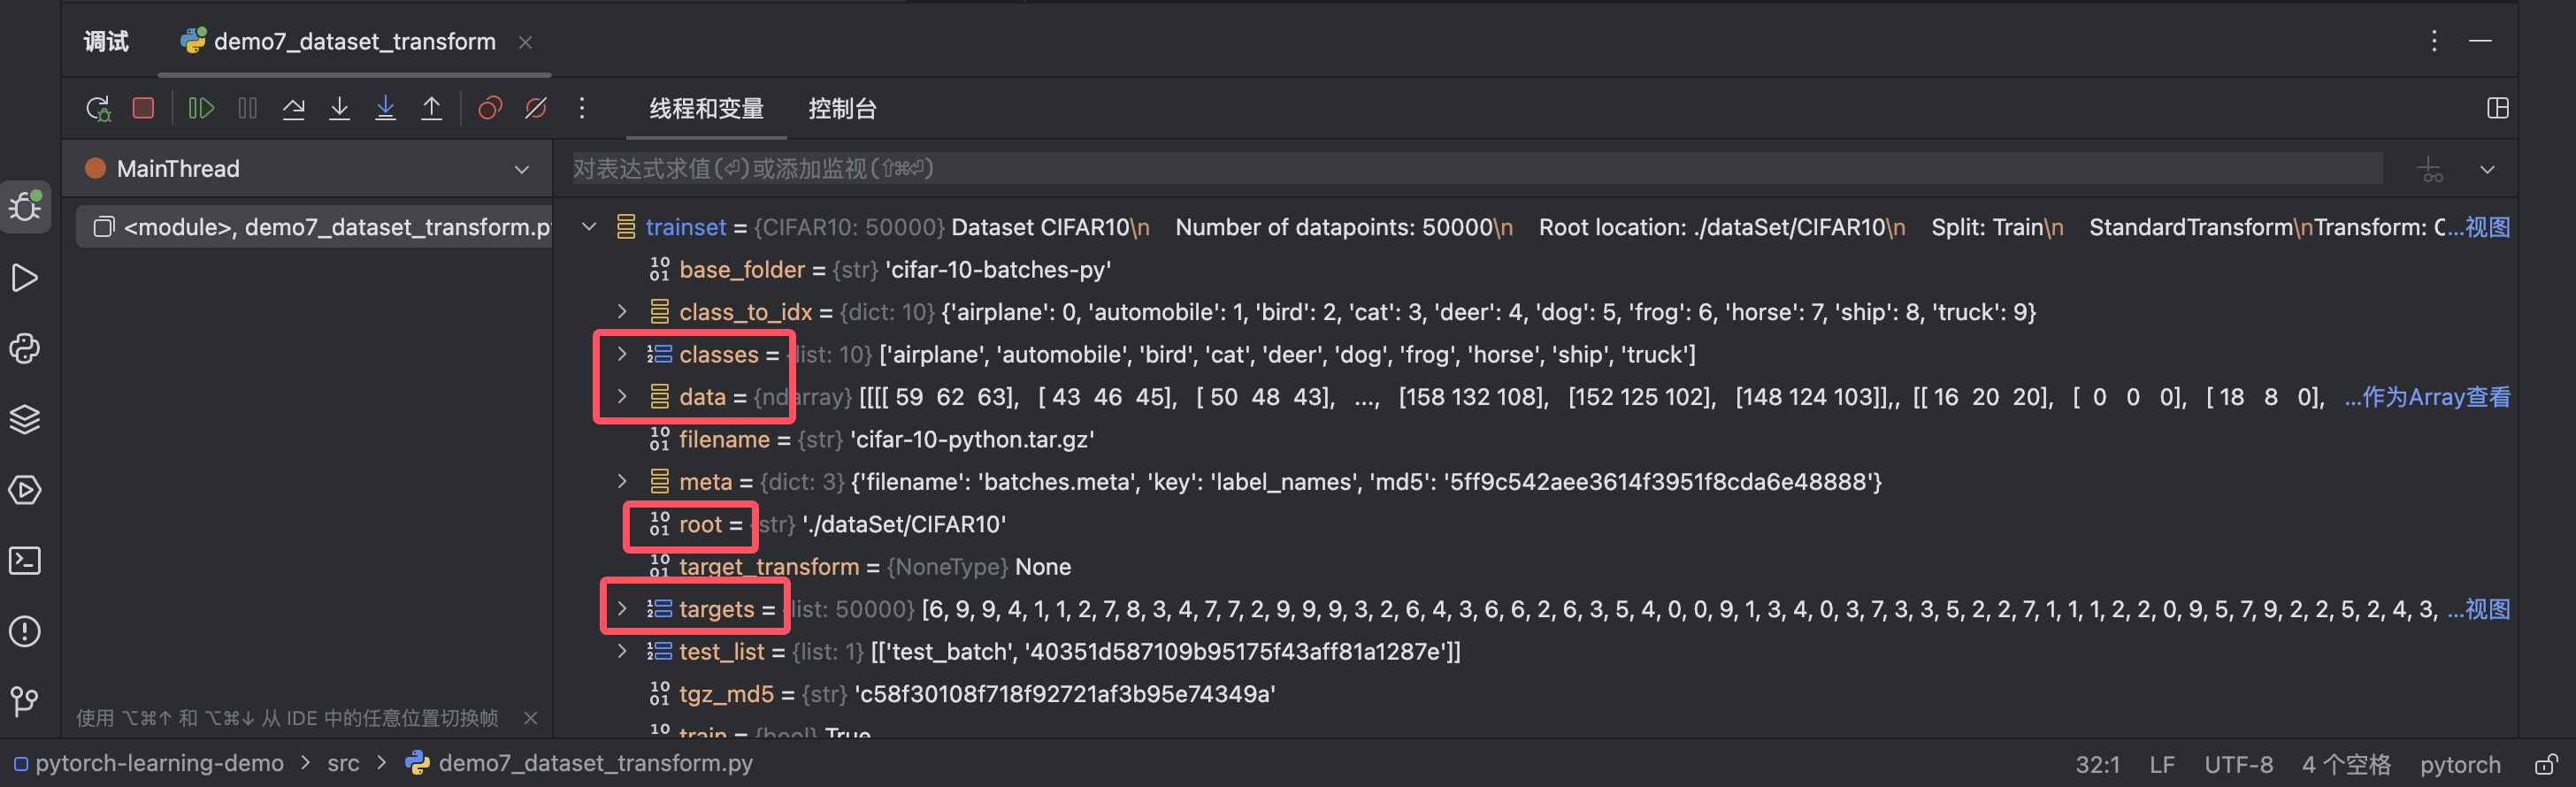 调试 demo7_dataset_transform
线程和变量 控制台
MainThread
对表达式求值(⏎)或添加监视(⇧⌘⏎)
<module>, demo7_dataset_transform.py
trainset = {CIFAR10: 50000} Dataset CIFAR10\n Number of datapoints: 50000\n Root location: ./dataSet/CIFAR10\n Split: Train\n StandardTransform\nTransform: C...视图
base_folder = {str} 'cifar-10-batches-py'
class_to_idx = {dict: 10} {'airplane': 0, 'automobile': 1, 'bird': 2, 'cat': 3, 'deer': 4, 'dog': 5, 'frog': 6, 'horse': 7, 'ship': 8, 'truck': 9}
classes = {list: 10} ['airplane', 'automobile', 'bird', 'cat', 'deer', 'dog', 'frog', 'horse', 'ship', 'truck']
data = {ndarray} [[[[ 59 62 63], [ 43 46 45], [ 50 48 43], ..., [158 132 108], [152 125 102], [148 124 103]],, [[ 16 20 20], [ 0 0 0], [ 18 8 0], ...作为Array查看
filename = {str} 'cifar-10-python.tar.gz'
meta = {dict: 3} {'filename': 'batches.meta', 'key': 'label_names', 'md5': '5ff9c542aee3614f3951f8cda6e48888'}
root = {str} './dataSet/CIFAR10'
target_transform = {NoneType} None
targets = {list: 50000} [6, 9, 9, 4, 1, 1, 2, 7, 8, 3, 4, 7, 7, 2, 9, 9, 9, 3, 2, 6, 4, 3, 6, 6, 2, 6, 3, 5, 4, 0, 0, 9, 1, 3, 4, 0, 3, 7, 3, 3, 5, 2, 2, 7, 1, 1, 1, 2, 2, 0, 9, 5, 7, 9, 2, 2, 5, 2, 4, 3, ...视图
test_list = {list: 1} [['test_batch', '40351d587109b95175f43aff81a1287e']]
tgz_md5 = {str} 'c58f30108f718f92721af3b95e74349a'
train = {bool} True
使用 ⌥⌘↑ 和 ⌥⌘↓ 从 IDE 中的任意位置切换帧
pytorch-learning-demo > src > demo7_dataset_transform.py 32:1 LF UTF-8 4 个空格 pytorch